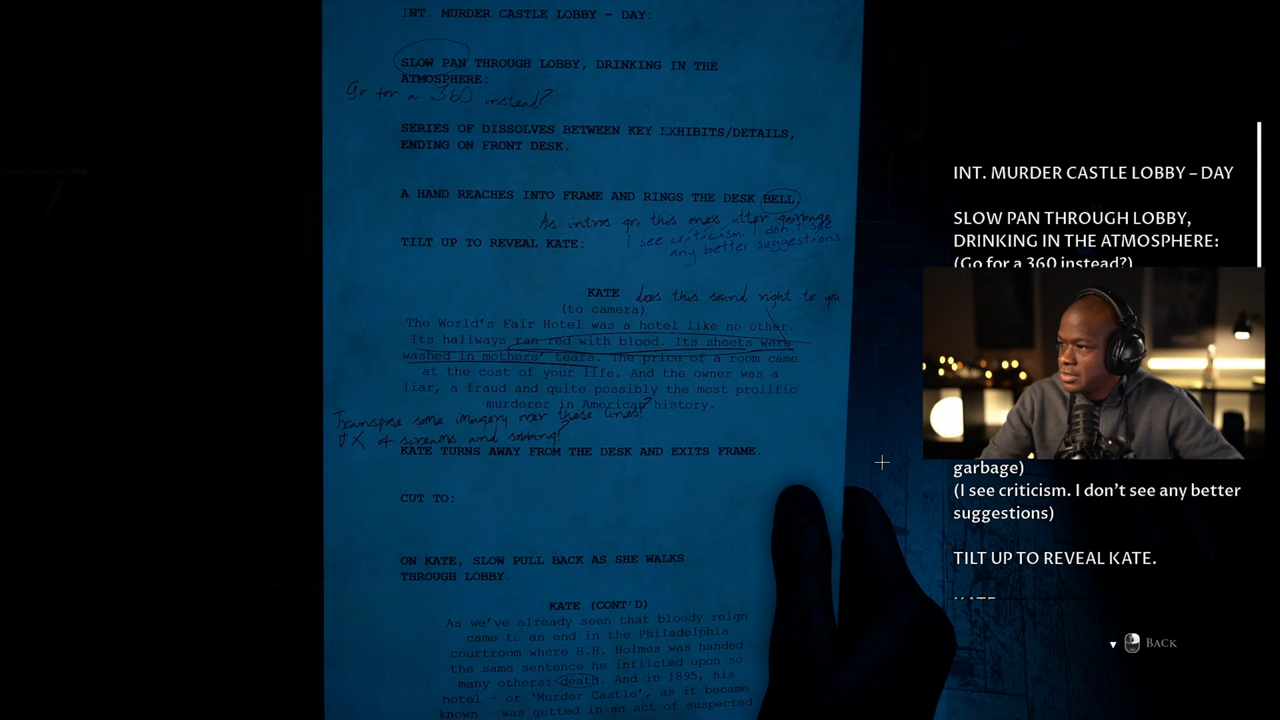 INT. MURDER CASTLE LOBBY – DAY:
SLOW PAN THROUGH LOBBY, DRINKING IN THE
ATMOSPHERE:
Go for a 360 instead?
SERIES OF DISSOLVES BETWEEN KEY EXHIBITS/DETAILS,
ENDING ON FRONT DESK.
A HAND REACHES INTO FRAME AND RINGS THE DESK BELL
As intros go, this one's utter garbage
I see criticism I don't see
any better suggestions
TILT UP TO REVEAL KATE:
KATE
does this sound right to you
(to camera)
The World's Fair Hotel was a hotel like no other.
Its hallways ran red with blood. Its sheets were
washed in mothers' tears. The price of a room came
at the cost of your life. And the owner was a
liar, a fraud and quite possibly the most prolific
murderer in American history.
Transpose some imagery over these lines?
FX of screams and sobbing?
KATE TURNS AWAY FROM THE DESK AND EXITS FRAME.
CUT TO:
ON KATE, SLOW PULL BACK AS SHE WALKS
THROUGH LOBBY.
KATE (CONT'D)
As we've already seen that bloody reign
came to an end in the Philadelphia
courtroom where H.H. Holmes was handed
the same sentence he inflicted upon so
many others: death. And in 1895, his
hotel – or 'Murder Castle', as it became
known – was gutted in an act of suspected
INT. MURDER CASTLE LOBBY – DAY
SLOW PAN THROUGH LOBBY,
DRINKING IN THE ATMOSPHERE:
(Go for a 360 instead?)
garbage)
(I see criticism. I don't see any better
suggestions)
TILT UP TO REVEAL KATE.
KATE
BACK